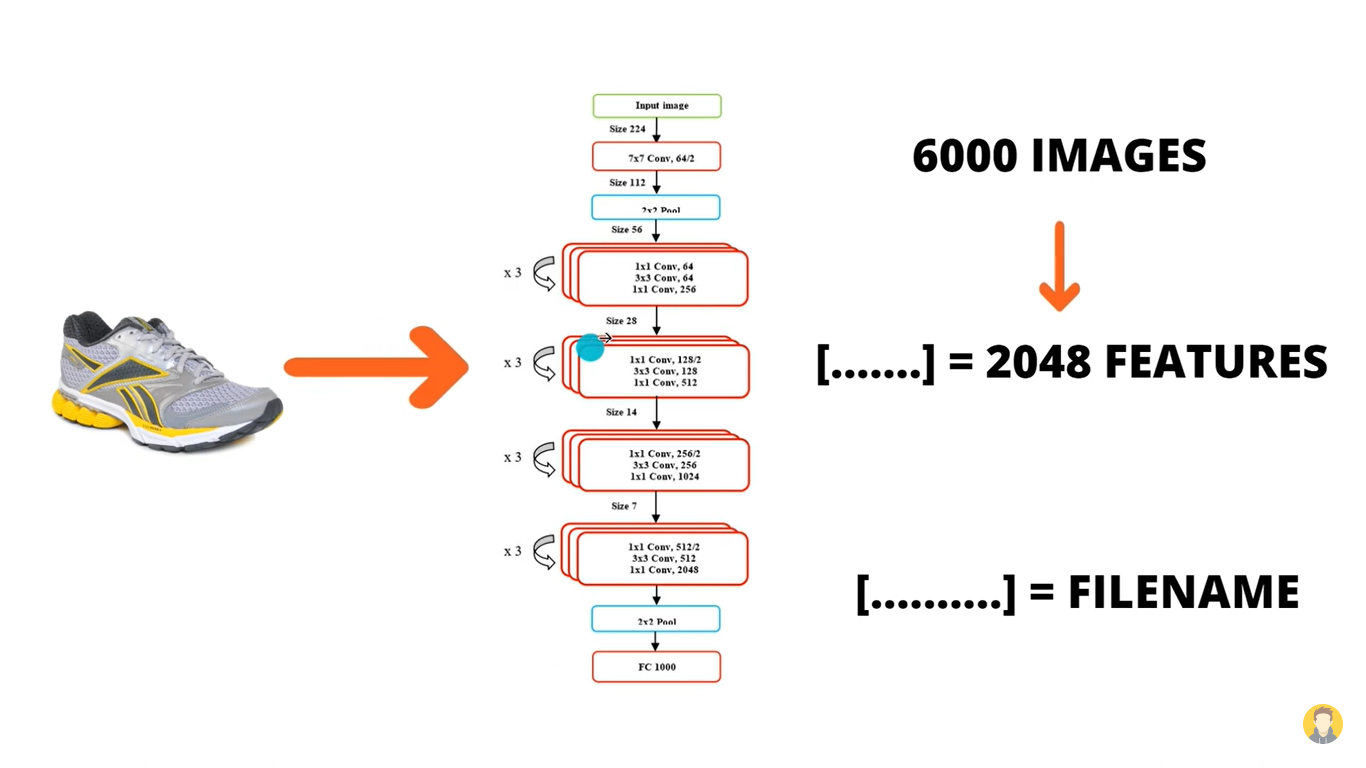 Input image
Size 224
7x7 Conv, 64/2
Size 112
2x2 Pool
Size 56
x 3
1x1 Conv, 64
3x3 Conv, 64
1x1 Conv, 256
Size 28
x 3
1x1 Conv, 128/2
3x3 Conv, 128
1x1 Conv, 512
Size 14
x 3
1x1 Conv, 256/2
3x3 Conv, 256
1x1 Conv, 1024
Size 7
x 3
1x1 Conv, 512/2
3x3 Conv, 512
1x1 Conv, 2048
2x2 Pool
FC 1000
6000 IMAGES
[.......] = 2048 FEATURES
[..........] = FILENAME